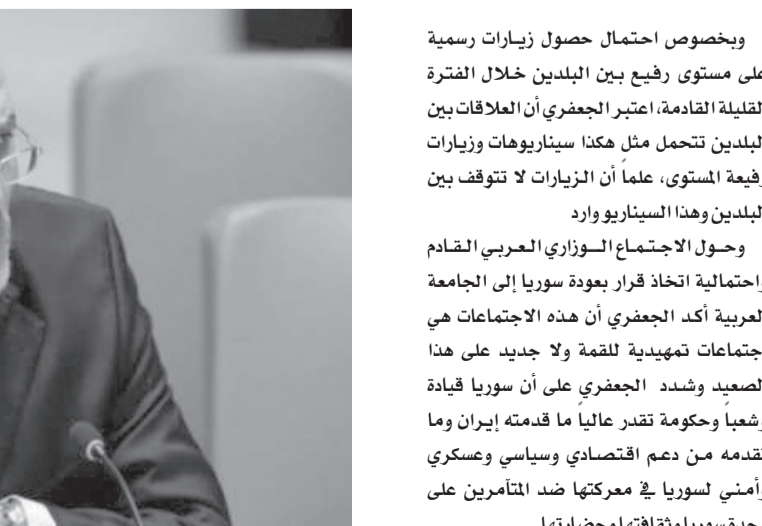 وبخصوص احتمال حصول زيارات رسمية
على مستوى رفيع بين البلدين خلال الفترة
القليلة القادمة، اعتبر الجعفري أن العلاقات بين
البلدين تتحمل مثل هكذا سيناريوهات وزيارات
رفيعة المستوى، علماً أن الزيارات لا تتوقف بين
البلدين وهذا السيناريو وارد
وحول الاجتماع الوزاري العربي القادم
واحتمالية اتخاذ قرار بعودة سوريا إلى الجامعة
العربية أكد الجعفري أن هذه الاجتماعات هي
اجتماعات تمهيدية للقمة ولا جديد على هذا
الصعيد وشدد الجعفري على أن سوريا قيادة
وشعباً وحكومة تقدر عالياً ما قدمته إيران وما
تقدمه من دعم اقتصادي وسياسي وعسكري
وأمني لسوريا في معركتها ضد المتآمرين على
وحدة سوريا وثقافتها وحضارتها